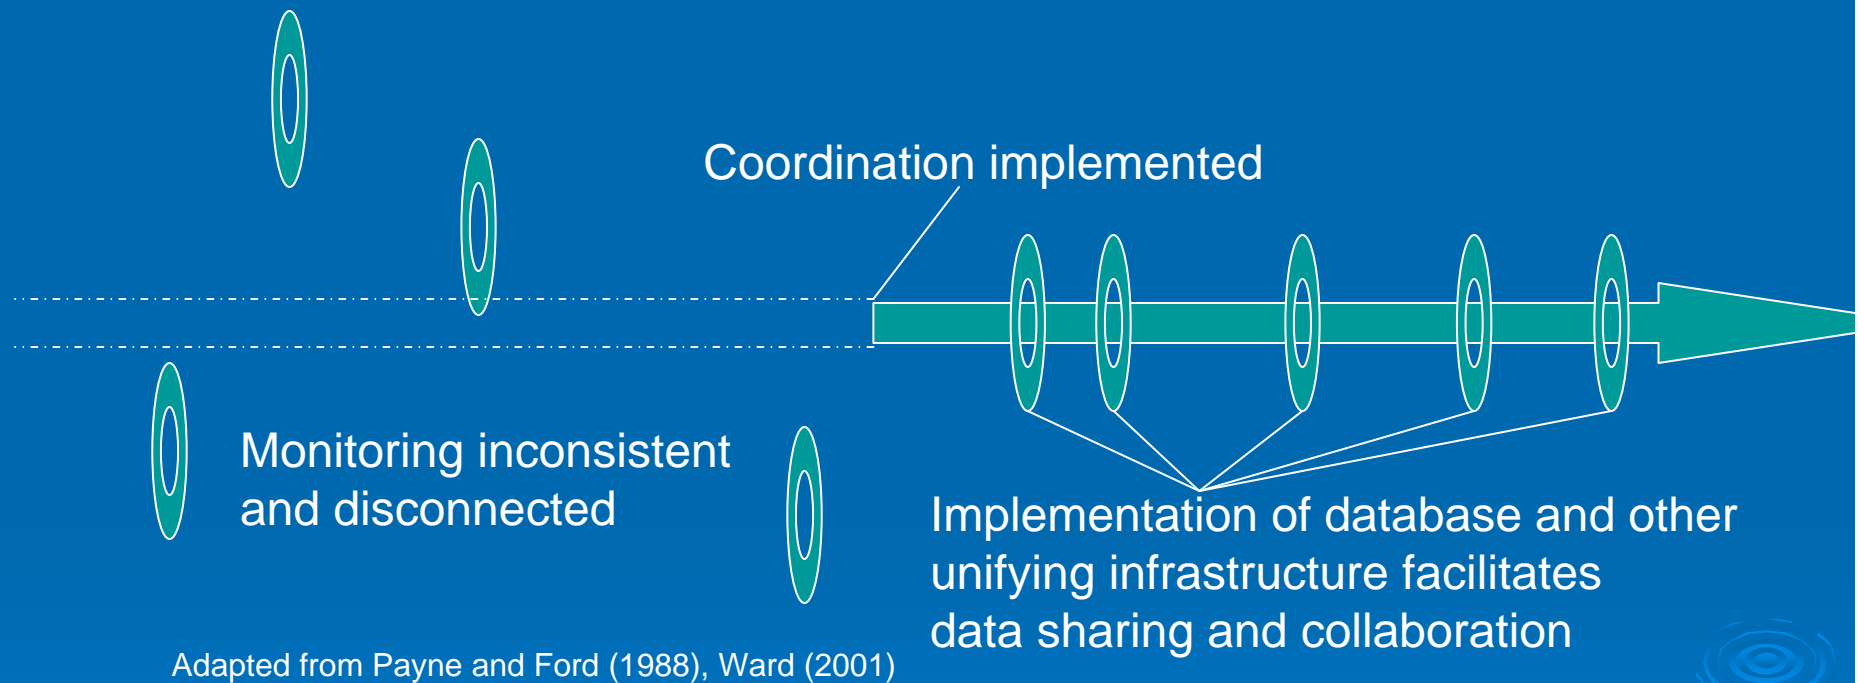 Coordination implemented
Monitoring inconsistent
and disconnected
Implementation of database and other
unifying infrastructure facilitates
data sharing and collaboration
Adapted from Payne and Ford (1988), Ward (2001)